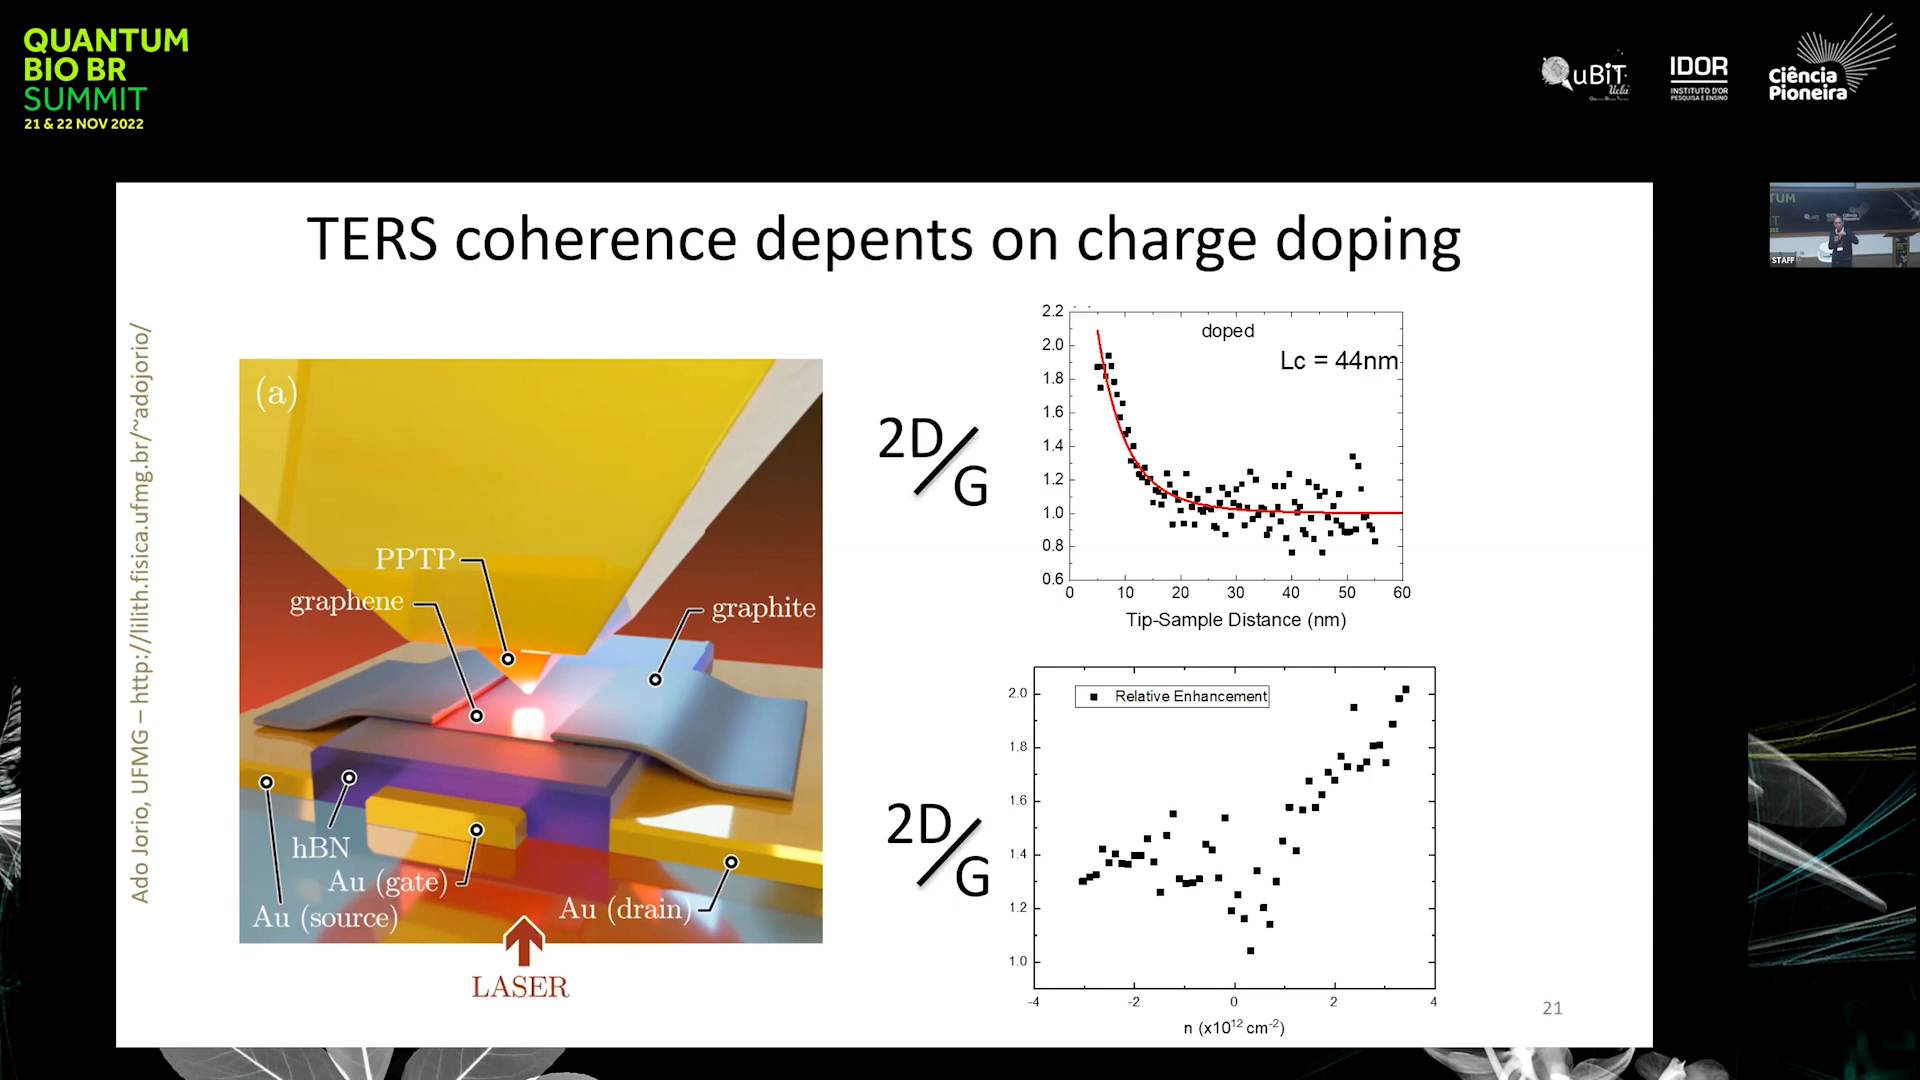 QUANTUM
BIO BR
SUMMIT
21 & 22 NOV 2022
QuBiT
Ucla
IDOR
INSTITUTO D'OR
PESQUISA E ENSINO
Ciência
Pioneira
STAFF
TERS coherence depents on charge doping
Ado Jorio, UFMG – http://lilith.fisica.ufmg.br/~adojorio/
(a)
PPTP
graphene
graphite
hBN
Au (gate)
Au (source)
Au (drain)
LASER
2D/G
doped
Lc = 44nm
2.2
2.0
1.8
1.6
1.4
1.2
1.0
0.8
0.6
0 10 20 30 40 50 60
Tip-Sample Distance (nm)
2D/G
Relative Enhancement
2.0
1.8
1.6
1.4
1.2
1.0
-4 -2 0 2 4
n (x10¹² cm⁻²)
21